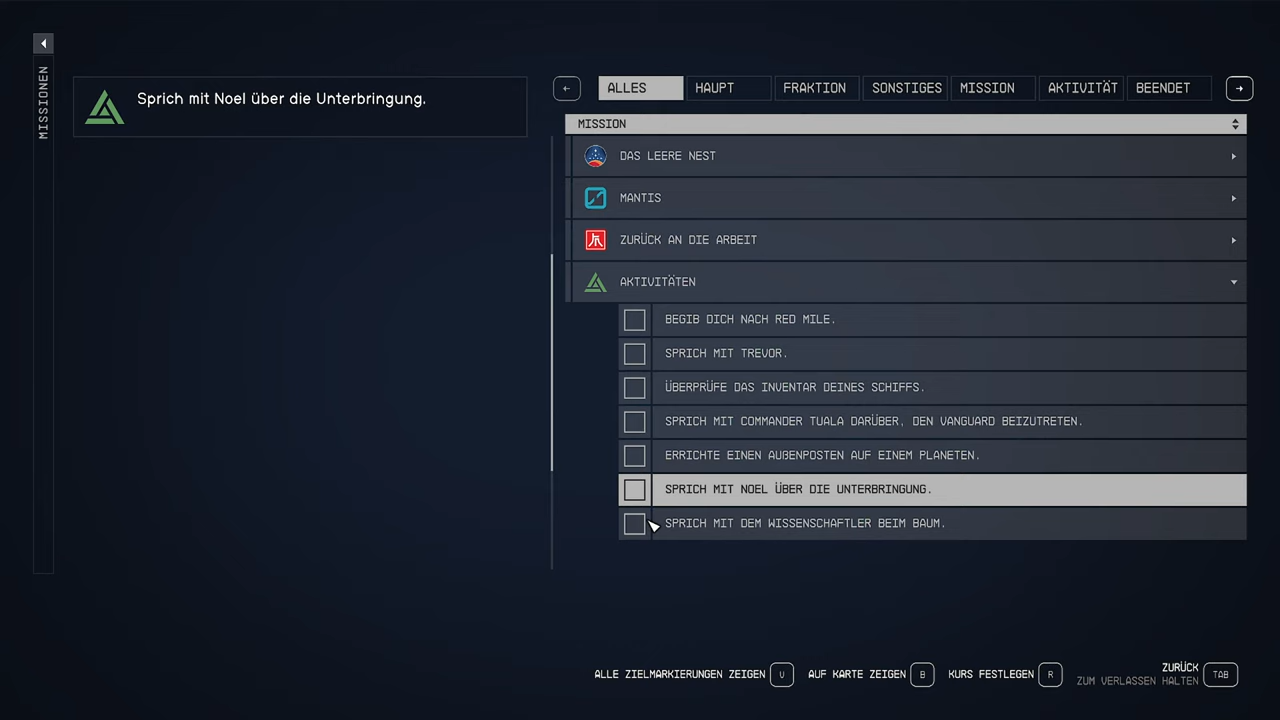 MISSIONEN
Sprich mit Noel über die Unterbringung.
ALLES HAUPT FRAKTION SONSTIGES MISSION AKTIVITÄT BEENDET
MISSION
DAS LEERE NEST
MANTIS
ZURÜCK AN DIE ARBEIT
AKTIVITÄTEN
BEGIB DICH NACH RED MILE.
SPRICH MIT TREVOR.
ÜBERPRÜFE DAS INVENTAR DEINES SCHIFFS.
SPRICH MIT COMMANDER TUALA DARÜBER, DEN VANGUARD BEIZUTRETEN.
ERRICHTE EINEN AUßENPOSTEN AUF EINEM PLANETEN.
SPRICH MIT NOEL ÜBER DIE UNTERBRINGUNG.
SPRICH MIT DEM WISSENSCHAFTLER BEIM BAUM.
ALLE ZIELMARKIERUNGEN ZEIGEN U AUF KARTE ZEIGEN B KURS FESTLEGEN R ZURÜCK TAB
ZUM VERLASSEN HALTEN